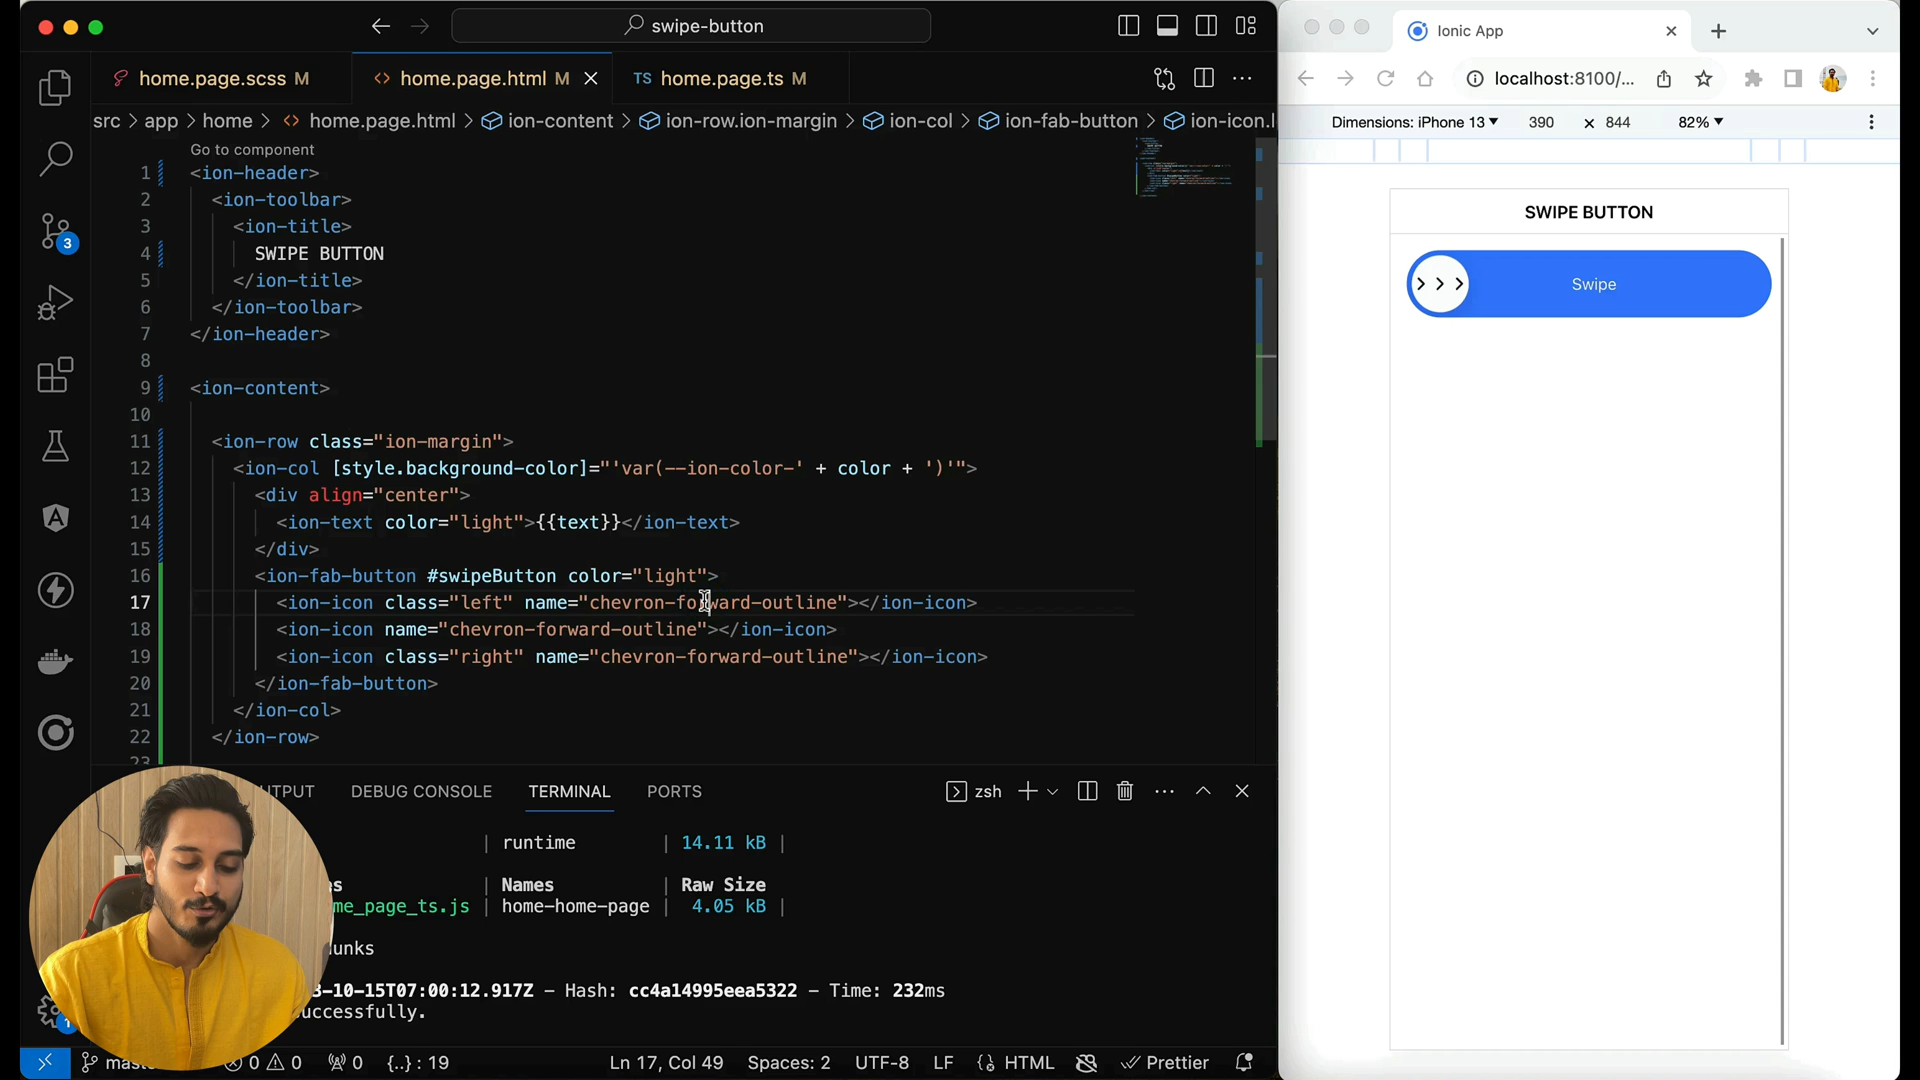 swipe-button
home.page.scss M
<> home.page.html M
TS home.page.ts M
src > app > home > <> home.page.html > ion-content > ion-row.ion-margin > ion-col > ion-fab-button > ion-icon.l
Go to component
1 <ion-header>
2 <ion-toolbar>
3 <ion-title>
4 SWIPE BUTTON
5 </ion-title>
6 </ion-toolbar>
7 </ion-header>
8
9 <ion-content>
10
11 <ion-row class="ion-margin">
12 <ion-col [style.background-color]="'var(--ion-color-' + color + ')'">
13 <div align="center">
14 <ion-text color="light">{{text}}</ion-text>
15 </div>
16 <ion-fab-button #swipeButton color="light">
17 <ion-icon class="left" name="chevron-forward-outline"></ion-icon>
18 <ion-icon name="chevron-forward-outline"></ion-icon>
19 <ion-icon class="right" name="chevron-forward-outline"></ion-icon>
20 </ion-fab-button>
21 </ion-col>
22 </ion-row>
23
3
UTPUT DEBUG CONSOLE TERMINAL PORTS zsh
| runtime | 14.11 kB |
es | Names | Raw Size
me_page_ts.js | home-home-page | 4.05 kB |
unks
3-10-15T07:00:12.917Z - Hash: cc4a14995eea5322 - Time: 232ms
uccessfully.
1
mast 0 0 0 {..} : 19 Ln 17, Col 49 Spaces: 2 UTF-8 LF {} HTML Prettier
Ionic App
localhost:8100/...
Dimensions: iPhone 13 390 × 844 82%
SWIPE BUTTON
Swipe